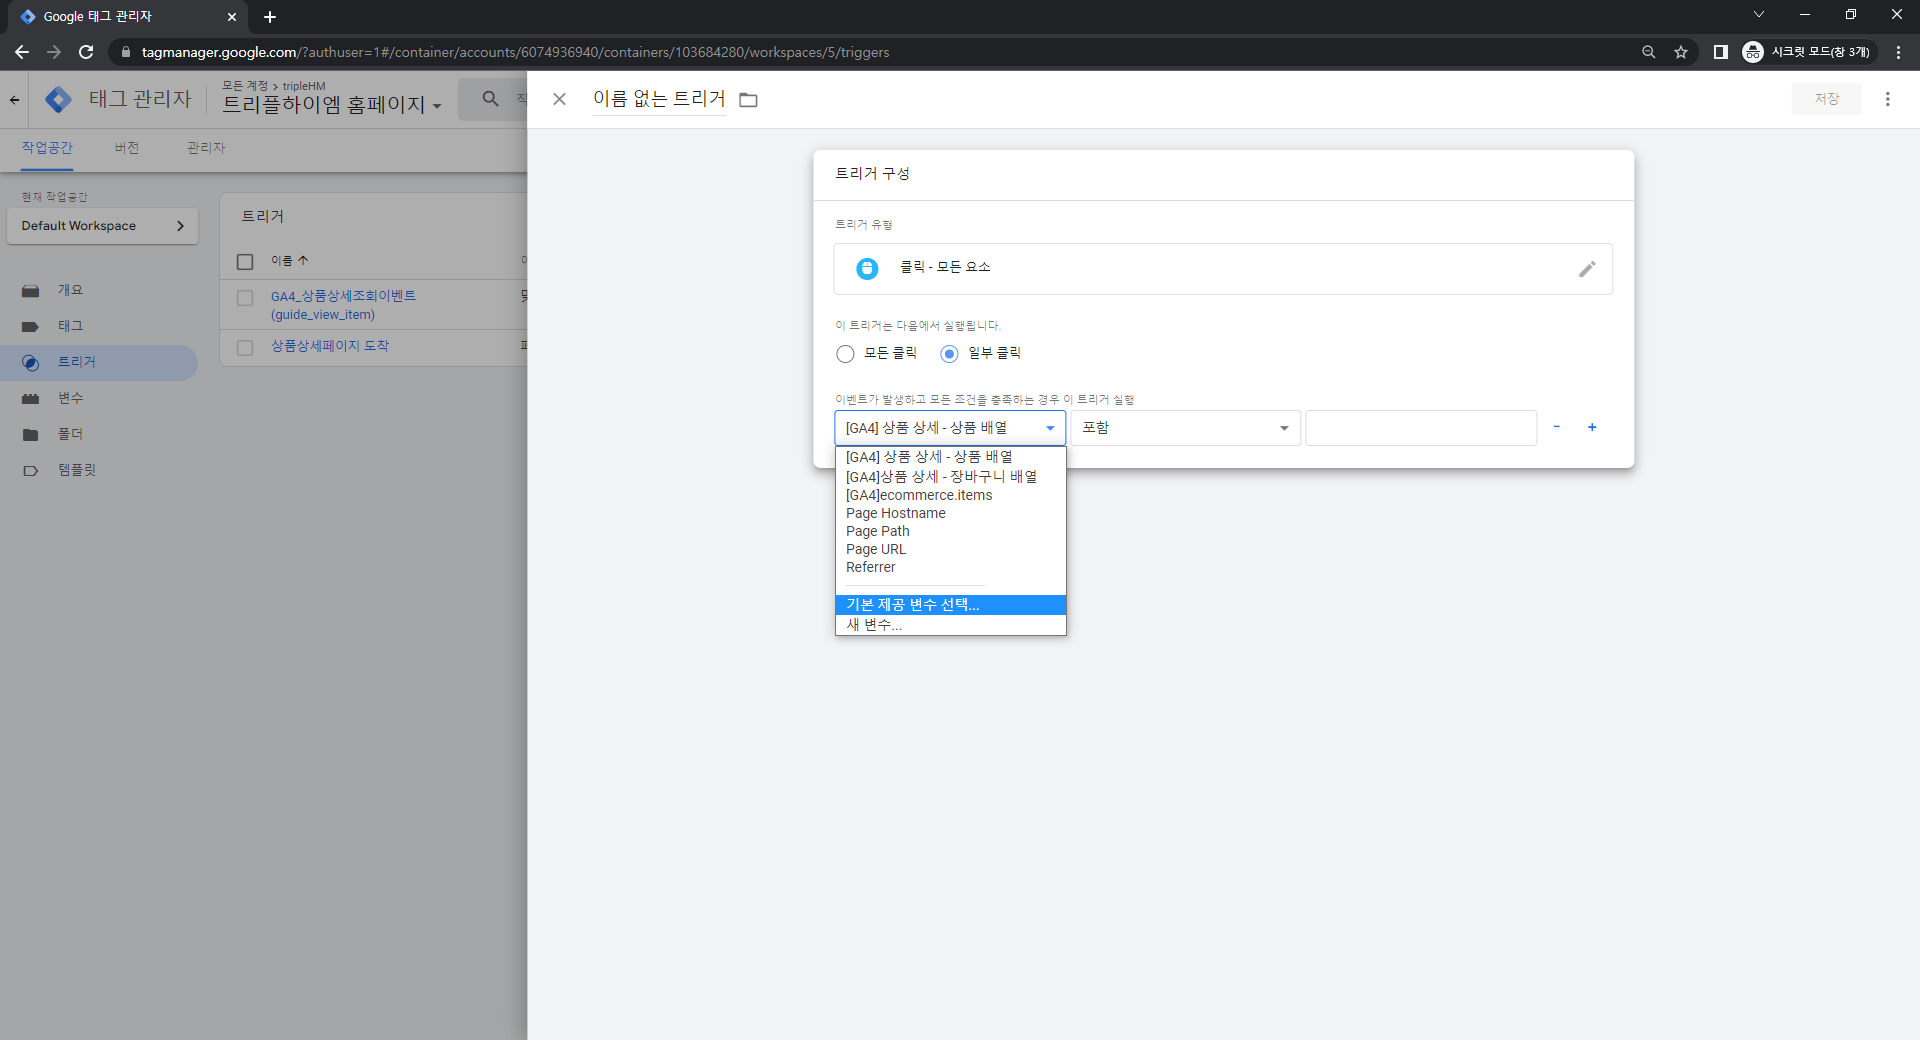 Google 태그 관리자
tagmanager.google.com/?authuser=1#/container/accounts/6074936940/containers/103684280/workspaces/5/triggers
시크릿 모드(창 3개)
태그 관리자
모든 계정 > tripleHM
트리플하이엠 홈페이지
이름 없는 트리거
저장
작업공간
버전
관리자
현재 작업공간
Default Workspace
개요
태그
트리거
변수
폴더
템플릿
트리거
이름
GA4_상품상세조회이벤트
(guide_view_item)
상품상세페이지 도착
트리거 구성
트리거 유형
클릭 - 모든 요소
이 트리거는 다음에서 실행됩니다.
모든 클릭
일부 클릭
이벤트가 발생하고 모든 조건을 충족하는 경우 이 트리거 실행
[GA4] 상품 상세 - 상품 배열
포함
- +
[GA4] 상품 상세 - 상품 배열
[GA4]상품 상세 - 장바구니 배열
[GA4]ecommerce.items
Page Hostname
Page Path
Page URL
Referrer
기본 제공 변수 선택...
새 변수...